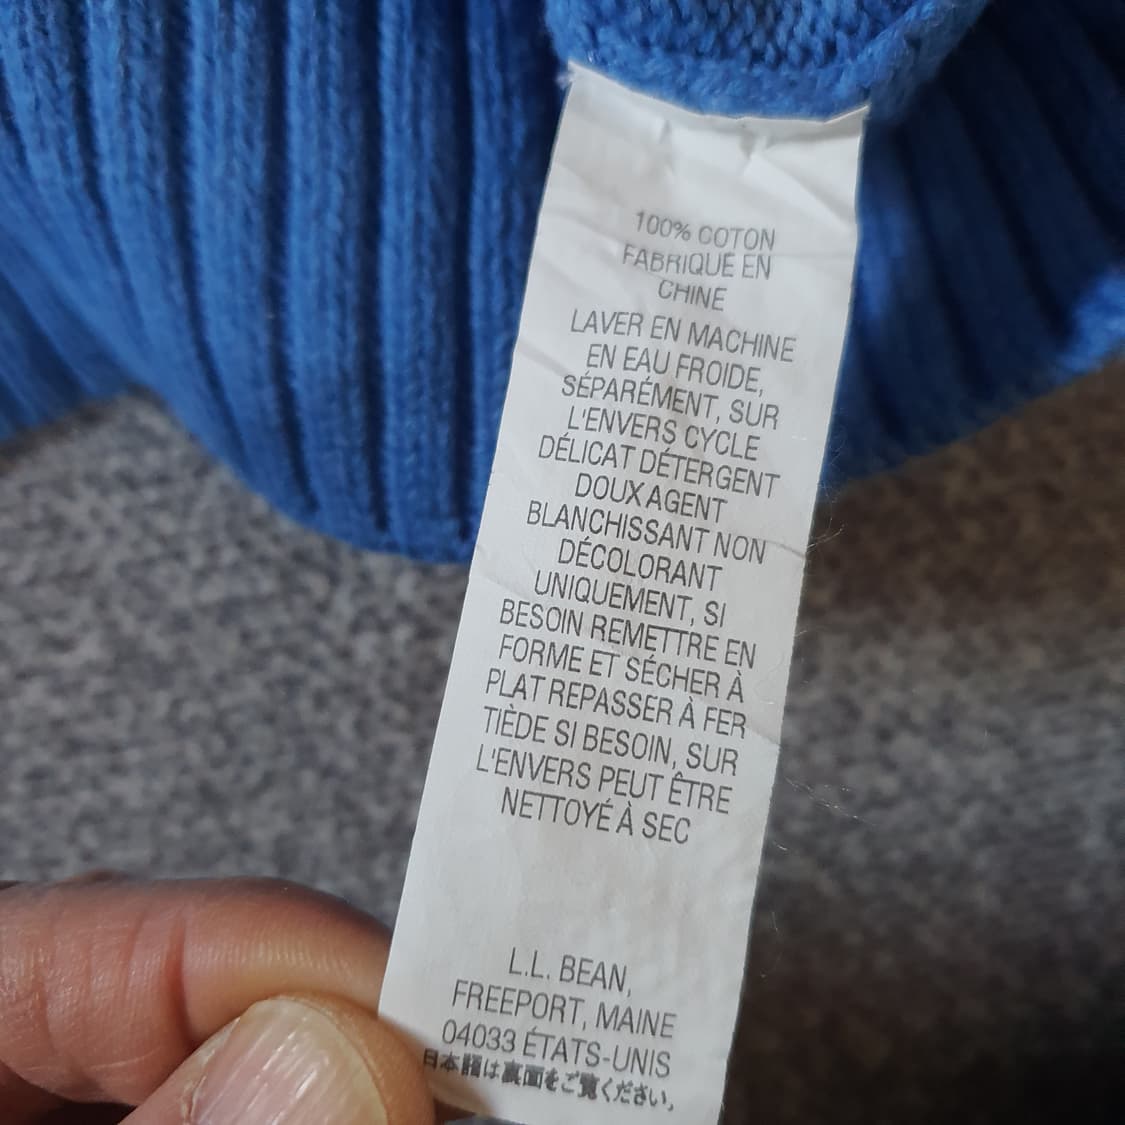 100% COTON
FABRIQUE EN
CHINE
LAVER EN MACHINE
EN EAU FROIDE,
SÉPARÉMENT, SUR
L'ENVERS CYCLE
DÉLICAT DÉTERGENT
DOUX AGENT
BLANCHISSANT NON
DÉCOLORANT
UNIQUEMENT, SI
BESOIN REMETTRE EN
FORME ET SÉCHER À
PLAT REPASSER À FER
TIÈDE SI BESOIN, SUR
L'ENVERS PEUT ÊTRE
NETTOYÉ À SEC
L.L. BEAN,
FREEPORT, MAINE
04033 ÉTATS-UNIS
日本語は裏面をご覧ください。